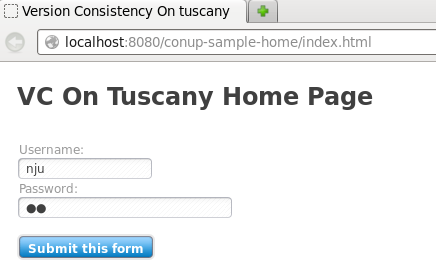 Version Consistency On tuscany
localhost:8080/conup-sample-home/index.html
VC On Tuscany Home Page
Username:
nju
Password:
●●
Submit this form